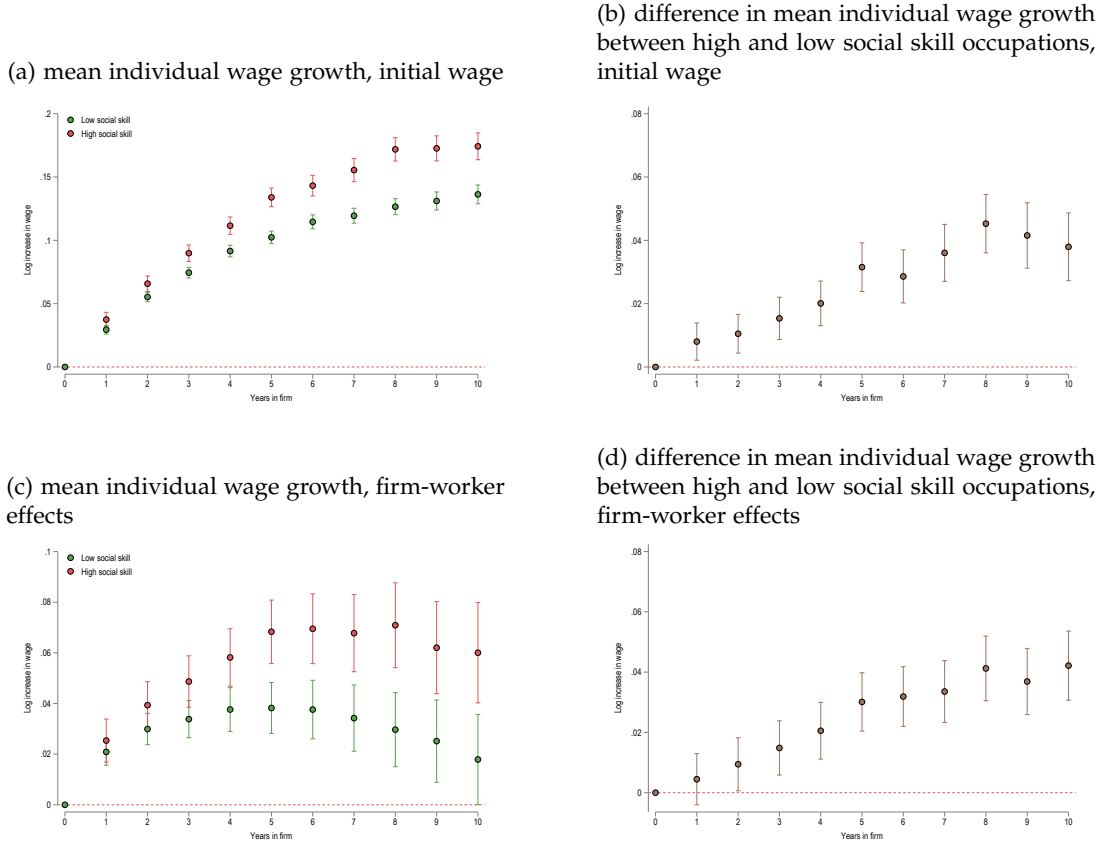 (a) mean individual wage growth, initial wage
.2
.15
.1
.05
0
Log increase in wage
Low social skill
High social skill
0 1 2 3 4 5 6 7 8 9 10
Years in firm
(b) difference in mean individual wage growth
between high and low social skill occupations,
initial wage
.08
.06
.04
.02
0
Log increase in wage
0 1 2 3 4 5 6 7 8 9 10
Years in firm
(c) mean individual wage growth, firm-worker
effects
.1
.08
.06
.04
.02
0
Log increase in wage
Low social skill
High social skill
0 1 2 3 4 5 6 7 8 9 10
Years in firm
(d) difference in mean individual wage growth
between high and low social skill occupations,
firm-worker effects
.08
.06
.04
.02
0
Log increase in wage
0 1 2 3 4 5 6 7 8 9 10
Years in firm